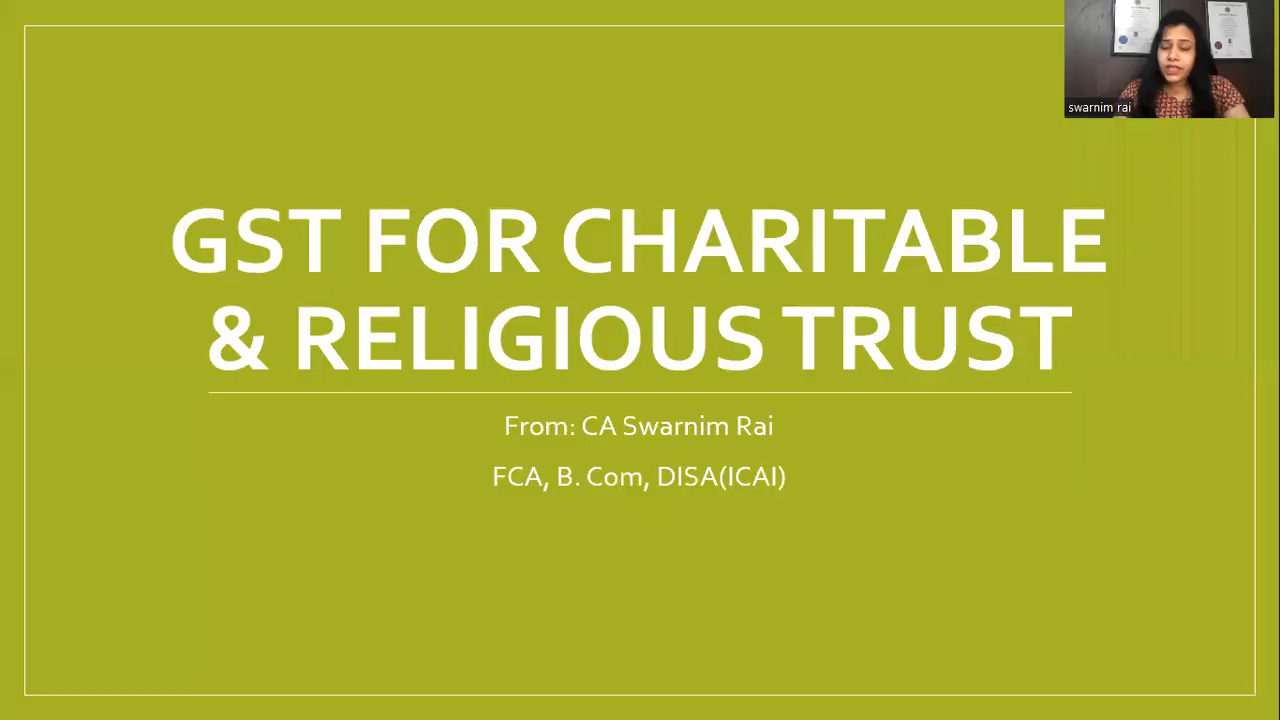 swarnim rai
GST FOR CHARITABLE
& RELIGIOUS TRUST
From: CA Swarnim Rai
FCA, B. Com, DISA(ICAI)